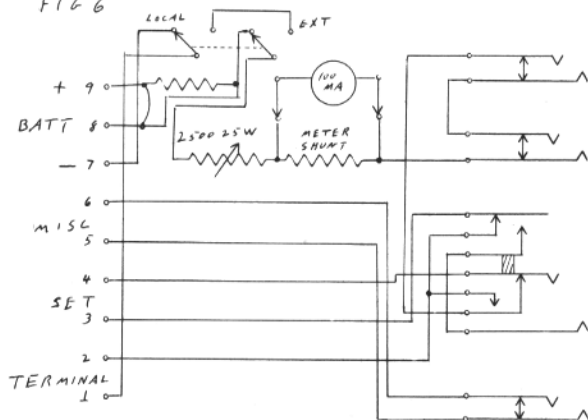 FIG 6
LOCAL
EXT
100
MA
+ 9
BATT 8
- 7
2500 25W
METER
SHUNT
6
MISC
5
4
SET
3
2
TERMINAL
1